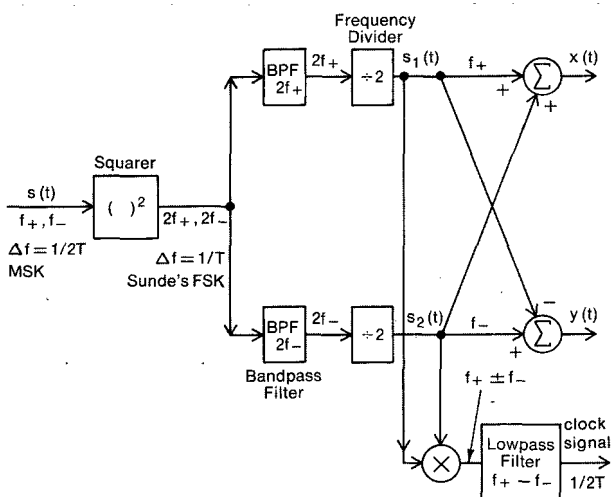 Frequency
Divider
BPF
2f+
2f+
÷2
s₁(t)
f+
+
Σ
+
x(t)
Squarer
s(t)
f+, f−
( )²
2f+, 2f−
Δf = 1/2T
MSK
Δf = 1/T
Sunde's FSK
BPF
2f−
2f−
÷2
s₂(t)
f−
−
+
Σ
y(t)
Bandpass
Filter
f+ ± f−
×
Lowpass
Filter
f+ − f−
clock
signal
1/2T